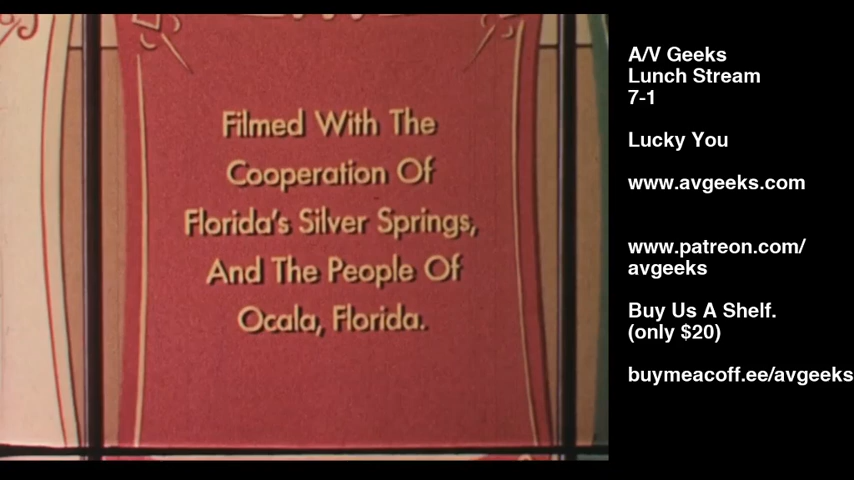 Filmed With The
Cooperation Of
Florida's Silver Springs,
And The People Of
Ocala, Florida.
A/V Geeks
Lunch Stream
7-1
Lucky You
www.avgeeks.com
www.patreon.com/
avgeeks
Buy Us A Shelf.
(only $20)
buymeacoff.ee/avgeeks